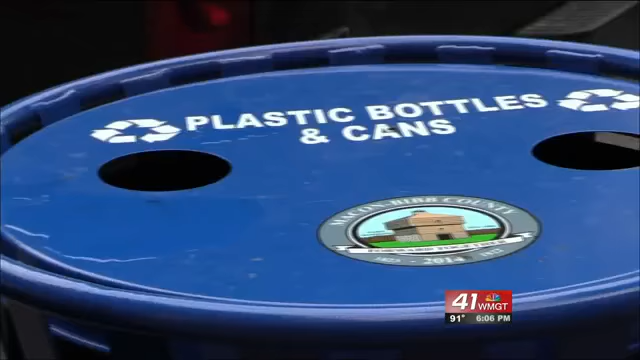 PLASTIC BOTTLES
& CANS
MACON-BIBB COUNTY
2014
41 WMGT
91° 6:06 PM